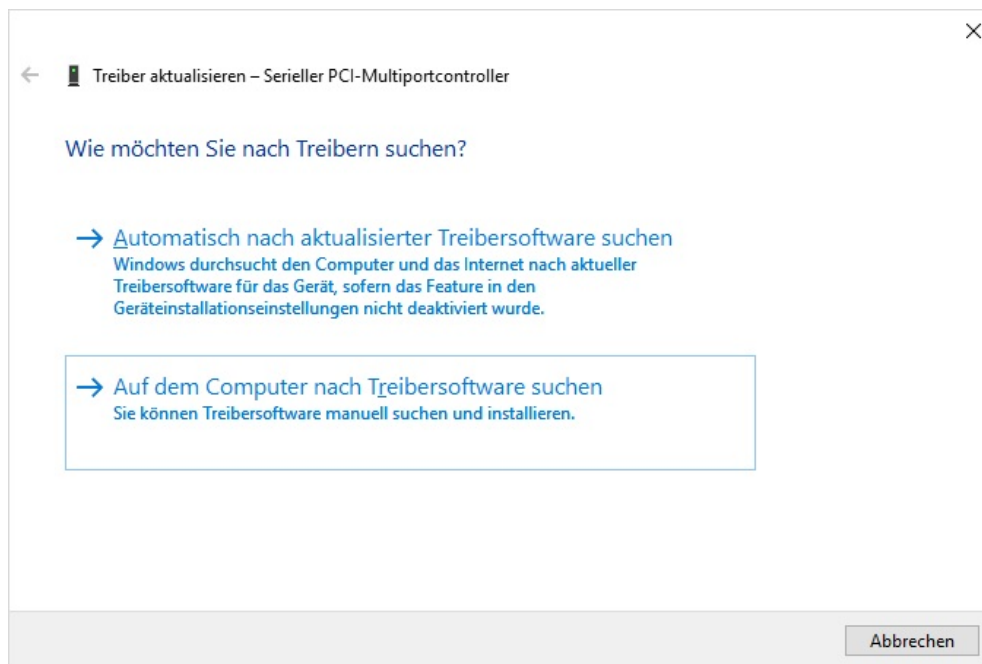 Treiber aktualisieren – Serieller PCI-Multiportcontroller
Wie möchten Sie nach Treibern suchen?
Automatisch nach aktualisierter Treibersoftware suchen
Windows durchsucht den Computer und das Internet nach aktueller
Treibersoftware für das Gerät, sofern das Feature in den
Geräteinstallationseinstellungen nicht deaktiviert wurde.
Auf dem Computer nach Treibersoftware suchen
Sie können Treibersoftware manuell suchen und installieren.
Abbrechen